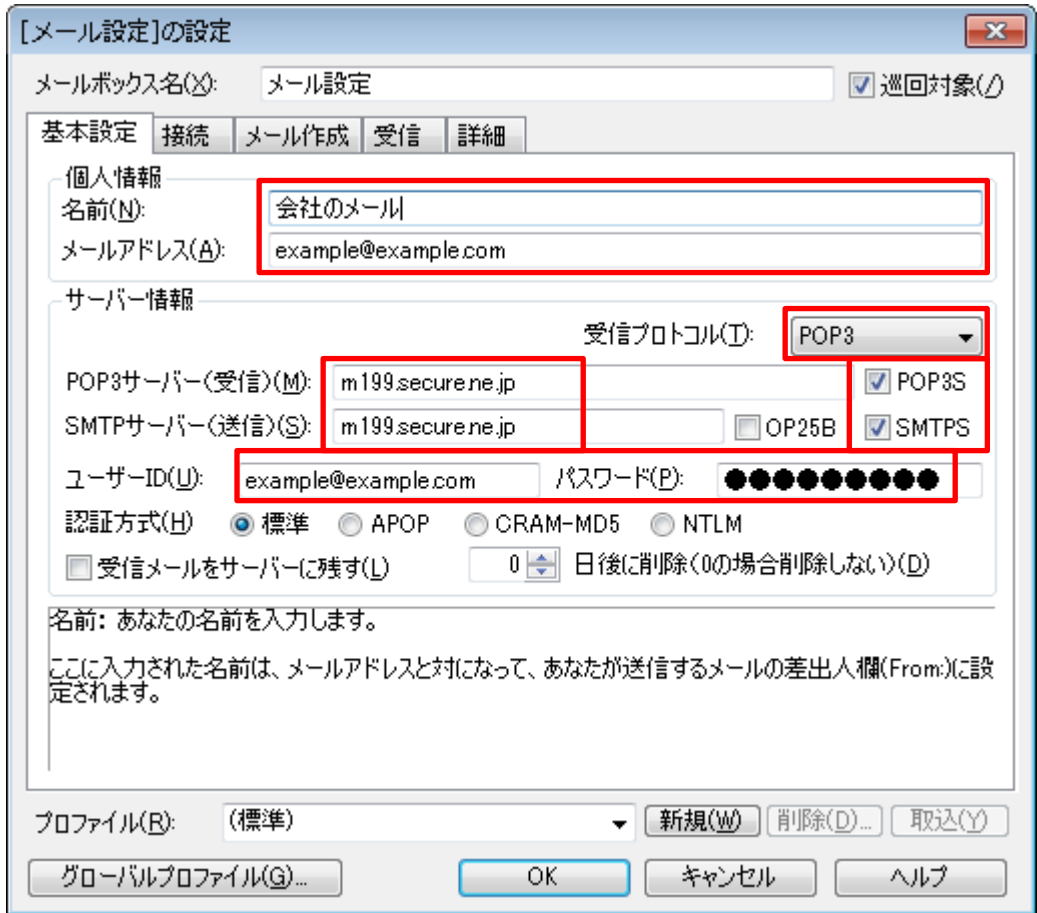 [メール設定]の設定
メールボックス名(X): メール設定 巡回対象(/)
基本設定 接続 メール作成 受信 詳細
個人情報
名前(N): 会社のメール
メールアドレス(A): example@example.com
サーバー情報
受信プロトコル(T): POP3
POP3サーバー(受信)(M): m199.secure.ne.jp POP3S
SMTPサーバー(送信)(S): m199.secure.ne.jp OP25B SMTPS
ユーザーID(U): example@example.com パスワード(P): ●●●●●●●●●
認証方式(H) 標準 APOP CRAM-MD5 NTLM
受信メールをサーバーに残す(L) 0 日後に削除(0の場合削除しない)(D)
名前: あなたの名前を入力します。
ここに入力された名前は、メールアドレスと対になって、あなたが送信するメールの差出人欄(From:)に設
定されます。
プロファイル(R): (標準) 新規(W) 削除(D)... 取込(Y)
グローバルプロファイル(G)... OK キャンセル ヘルプ